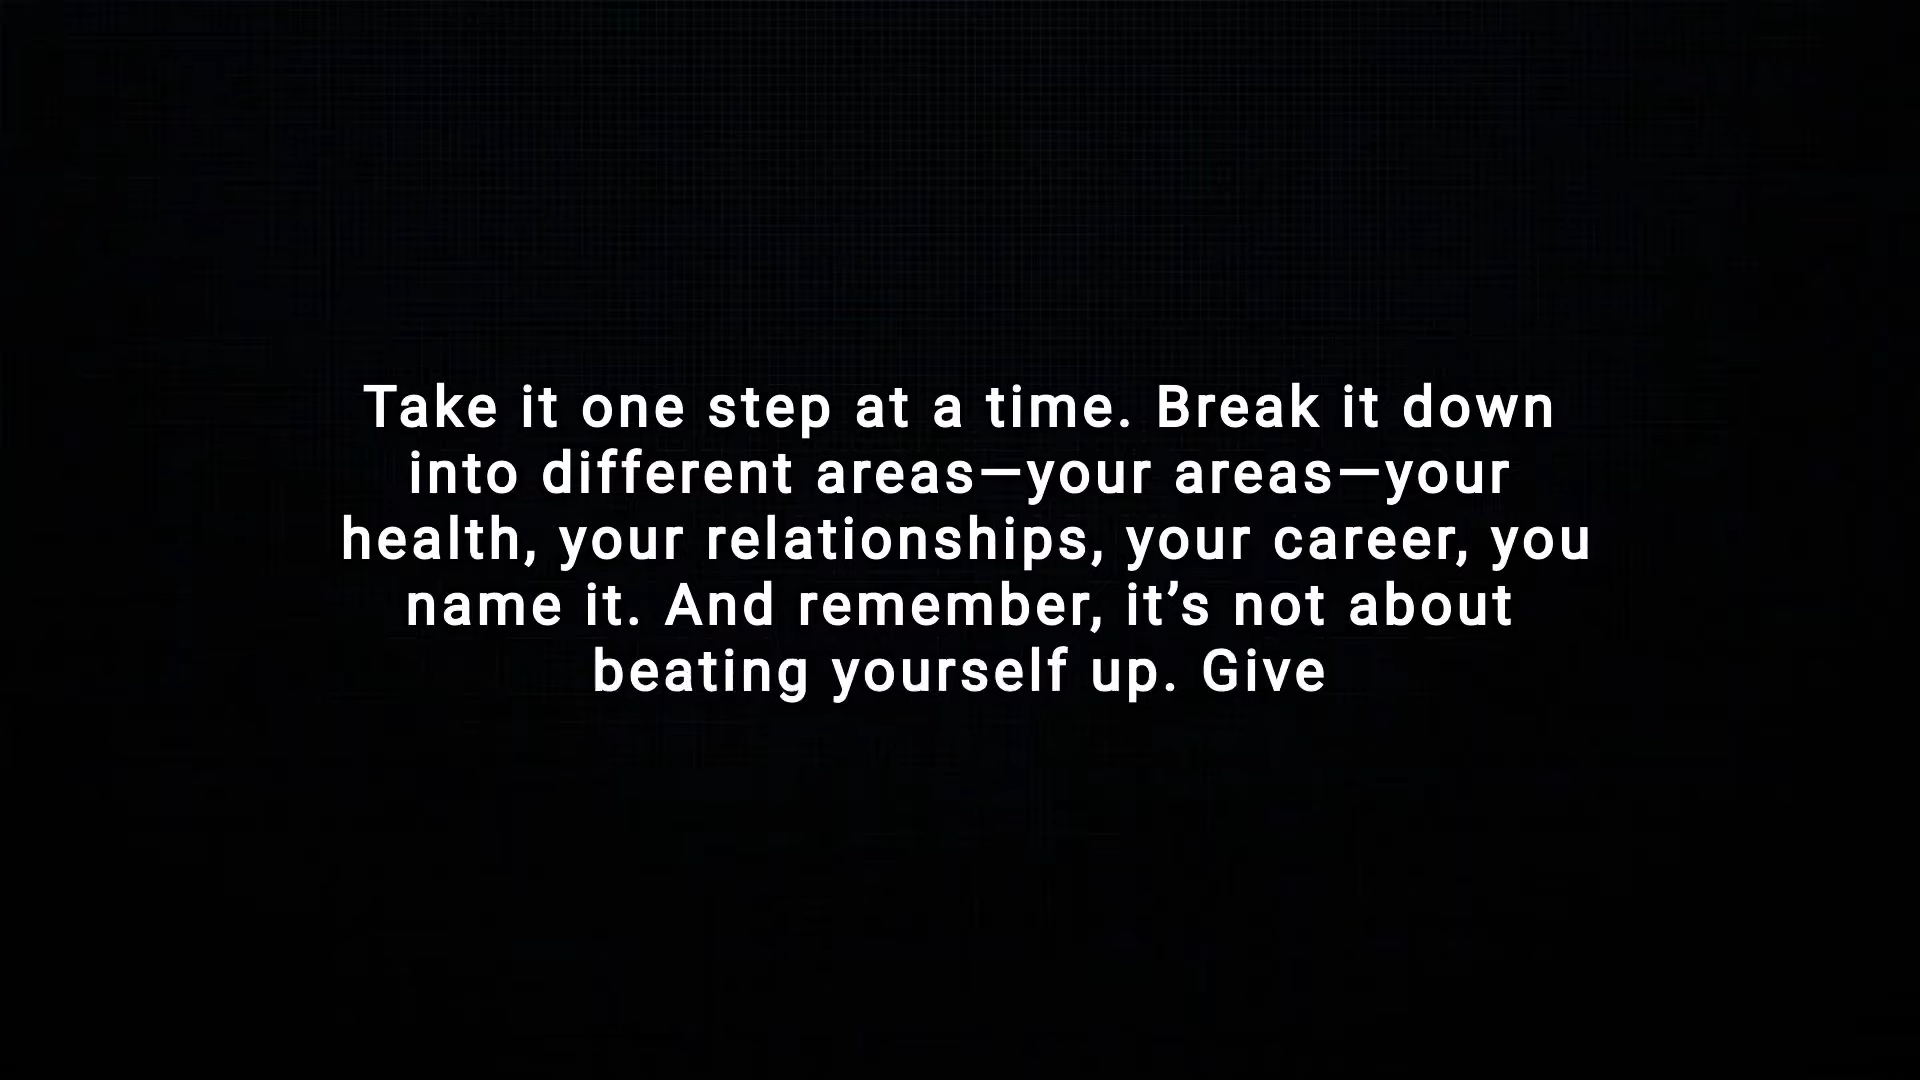 Take it one step at a time. Break it down
into different areas—your areas—your
health, your relationships, your career, you
name it. And remember, it’s not about
beating yourself up. Give